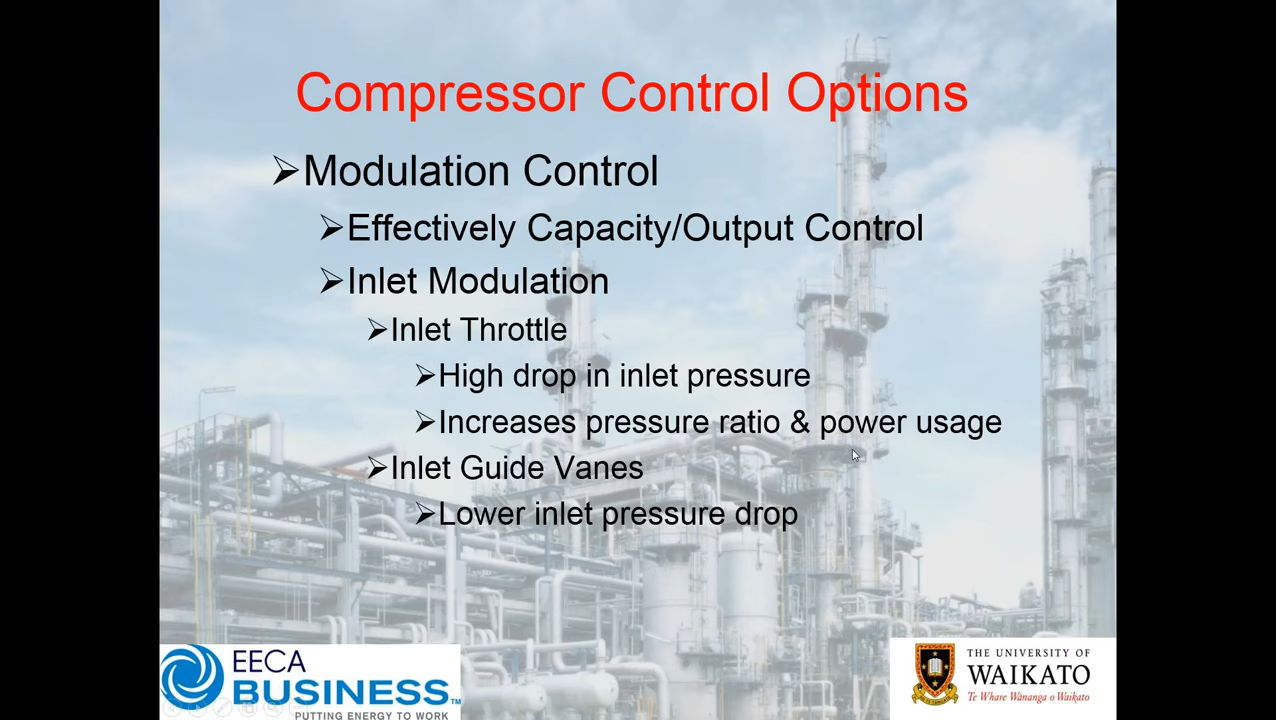 Compressor Control Options
➢Modulation Control
➢Effectively Capacity/Output Control
➢Inlet Modulation
➢Inlet Throttle
➢High drop in inlet pressure
➢Increases pressure ratio & power usage
➢Inlet Guide Vanes
➢Lower inlet pressure drop
EECA
BUSINESS™
PUTTING ENERGY TO WORK
THE UNIVERSITY OF
WAIKATO
Te Whare Wānanga o Waikato